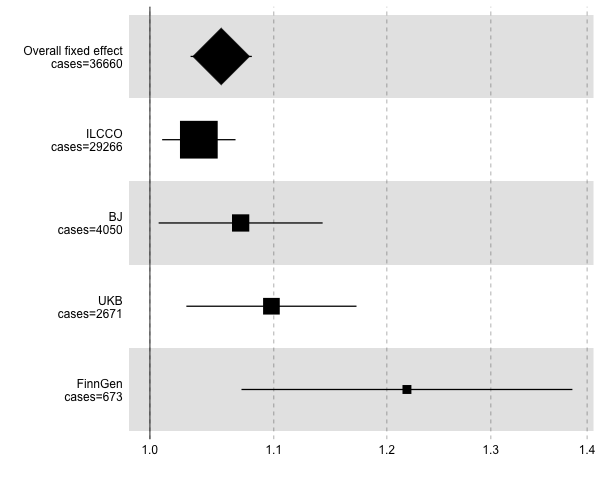 Overall fixed effect
cases=36660
ILCCO
cases=29266
BJ
cases=4050
UKB
cases=2671
FinnGen
cases=673
1.0 1.1 1.2 1.3 1.4